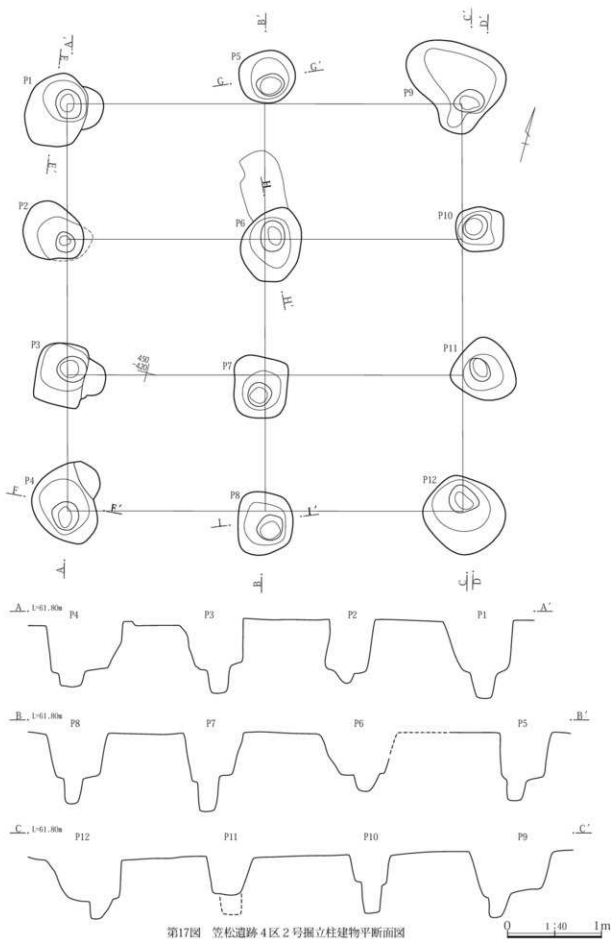 B′
C′
D′
A′
E
P5
G
G′
P1
P9
E′
P2
H
P6
P10
H′
P3
450
420
P7
P11
P4
F
F′
P8
I
I′
P12
A
B
C
D
A L=61.80m A′
P4 P3 P2 P1
B L=61.80m B′
P8 P7 P6 P5
C L=61.80m C′
P12 P11 P10 P9
第17図 笠松遺跡4区2号掘立柱建物平断面図
0 1:40 1m